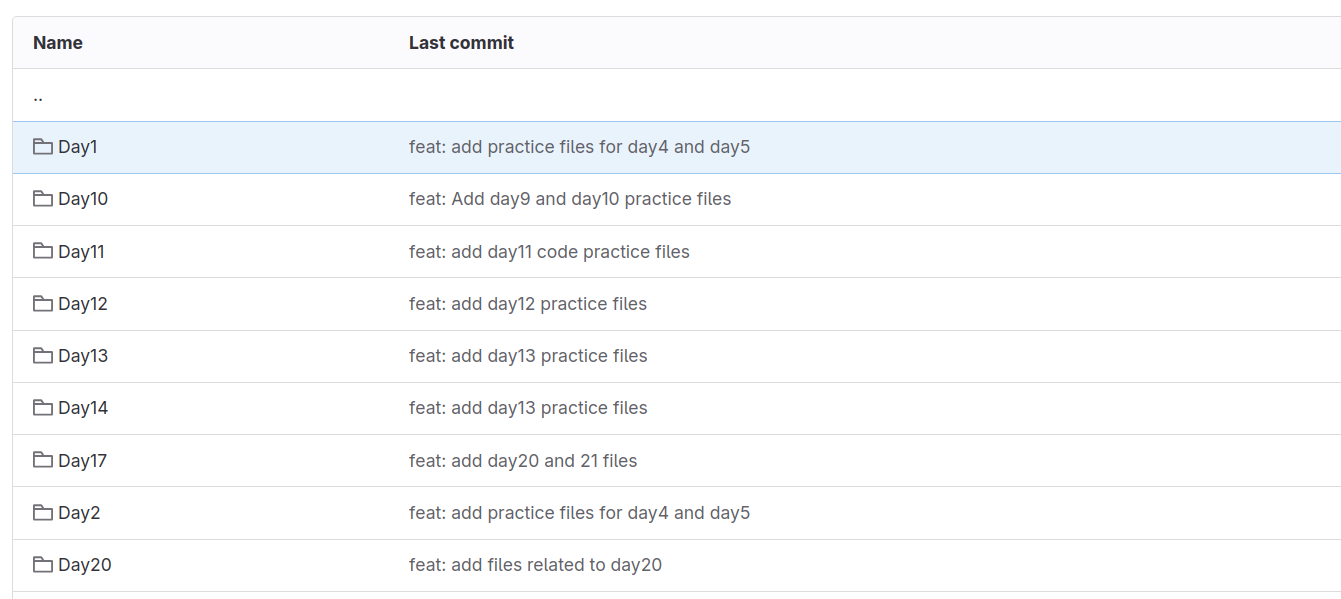 Name Last commit
..
Day1 feat: add practice files for day4 and day5
Day10 feat: Add day9 and day10 practice files
Day11 feat: add day11 code practice files
Day12 feat: add day12 practice files
Day13 feat: add day13 practice files
Day14 feat: add day13 practice files
Day17 feat: add day20 and 21 files
Day2 feat: add practice files for day4 and day5
Day20 feat: add files related to day20